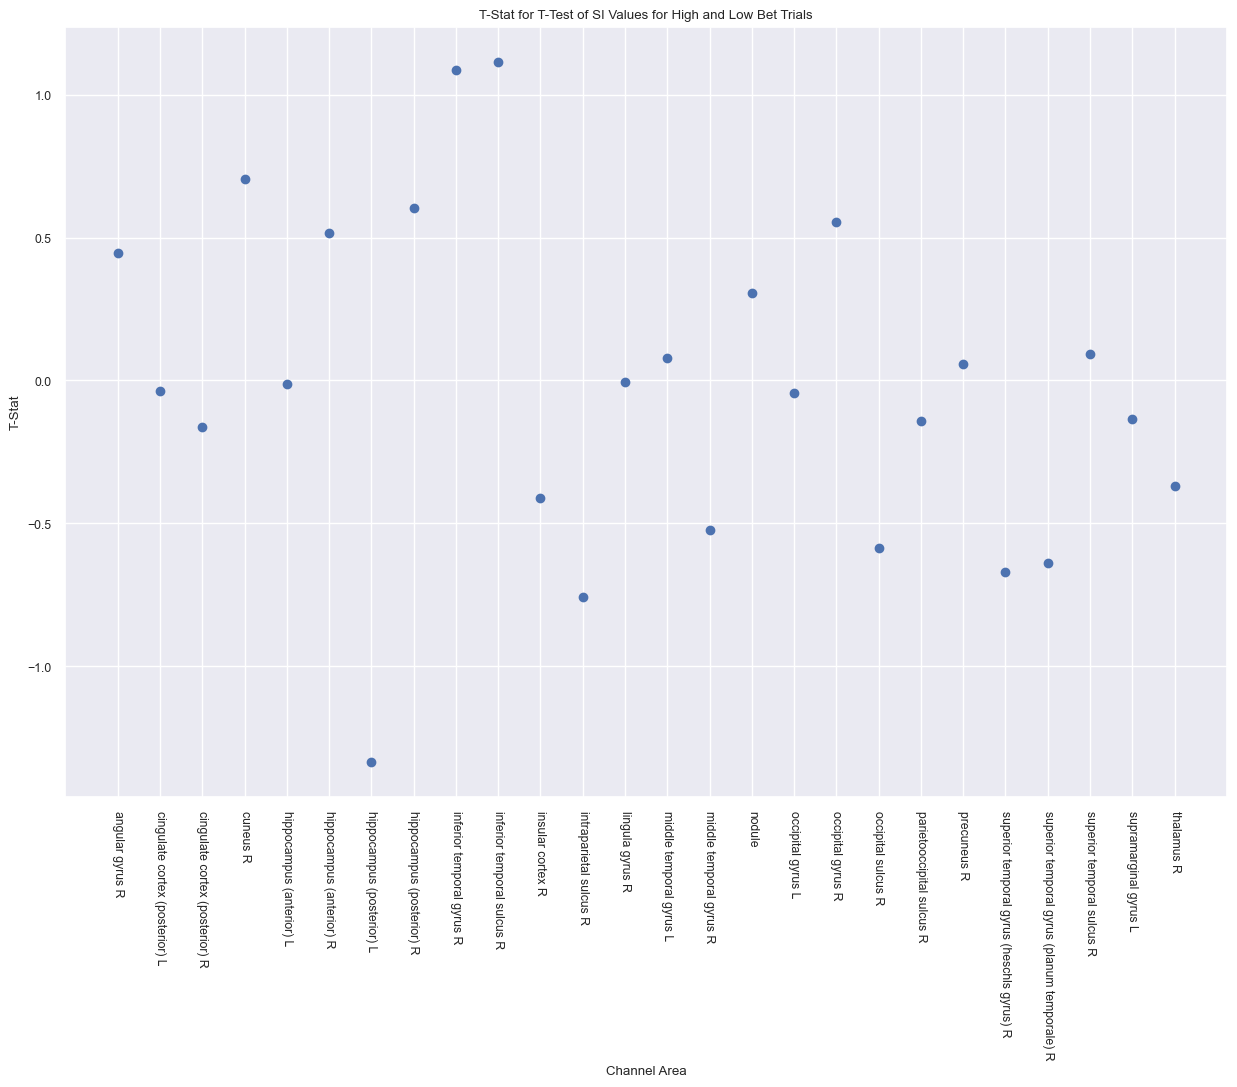 T-Stat for T-Test of SI Values for High and Low Bet Trials
1.0
0.5
0.0
−0.5
−1.0
T-Stat
angular gyrus R
cingulate cortex (posterior) L
cingulate cortex (posterior) R
cuneus R
hippocampus (anterior) L
hippocampus (anterior) R
hippocampus (posterior) L
hippocampus (posterior) R
inferior temporal gyrus R
inferior temporal sulcus R
insular cortex R
intraparietal sulcus R
lingula gyrus R
middle temporal gyrus L
middle temporal gyrus R
nodule
occipital gyrus L
occipital gyrus R
occipital sulcus R
parietooccipital sulcus R
precuneus R
superior temporal gyrus (heschls gyrus) R
superior temporal gyrus (planum temporale) R
superior temporal sulcus R
supramarginal gyrus L
thalamus R
Channel Area